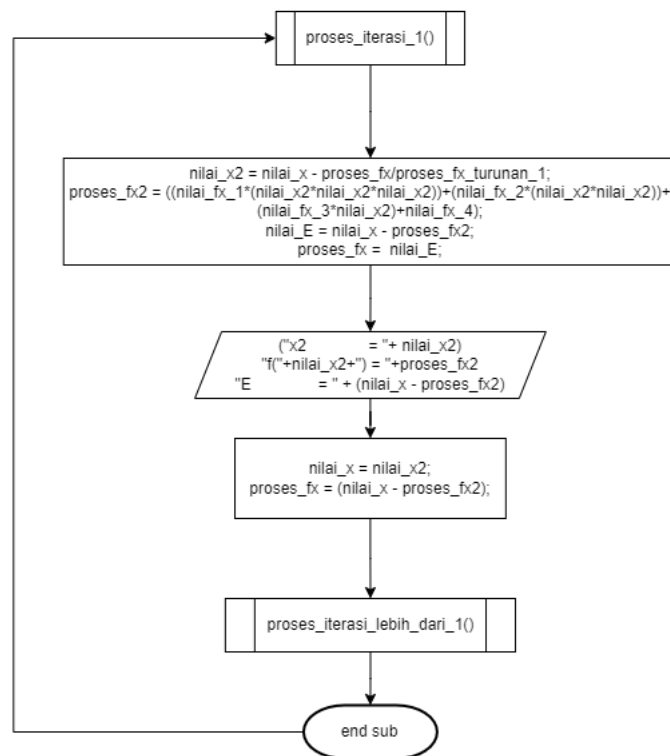 proses_iterasi_1()
nilai_x2 = nilai_x - proses_fx/proses_fx_turunan_1;
proses_fx2 = ((nilai_fx_1*(nilai_x2*nilai_x2*nilai_x2))+(nilai_fx_2*(nilai_x2*nilai_x2))+
(nilai_fx_3*nilai_x2)+nilai_fx_4);
nilai_E = nilai_x - proses_fx2;
proses_fx =  nilai_E;
("x2              = "+ nilai_x2)
"f("+nilai_x2+") = "+proses_fx2
"E                = " + (nilai_x - proses_fx2)
nilai_x = nilai_x2;
proses_fx = (nilai_x - proses_fx2);
proses_iterasi_lebih_dari_1()
end sub